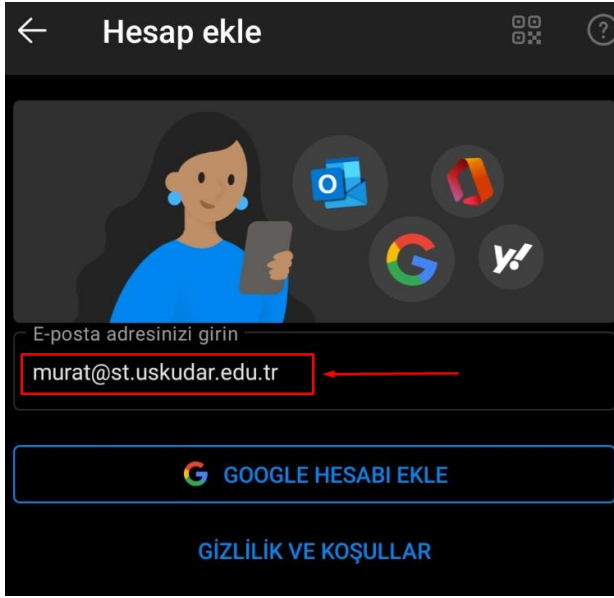 Hesap ekle
E-posta adresinizi girin
murat@st.uskudar.edu.tr
GOOGLE HESABI EKLE
GİZLİLİK VE KOŞULLAR